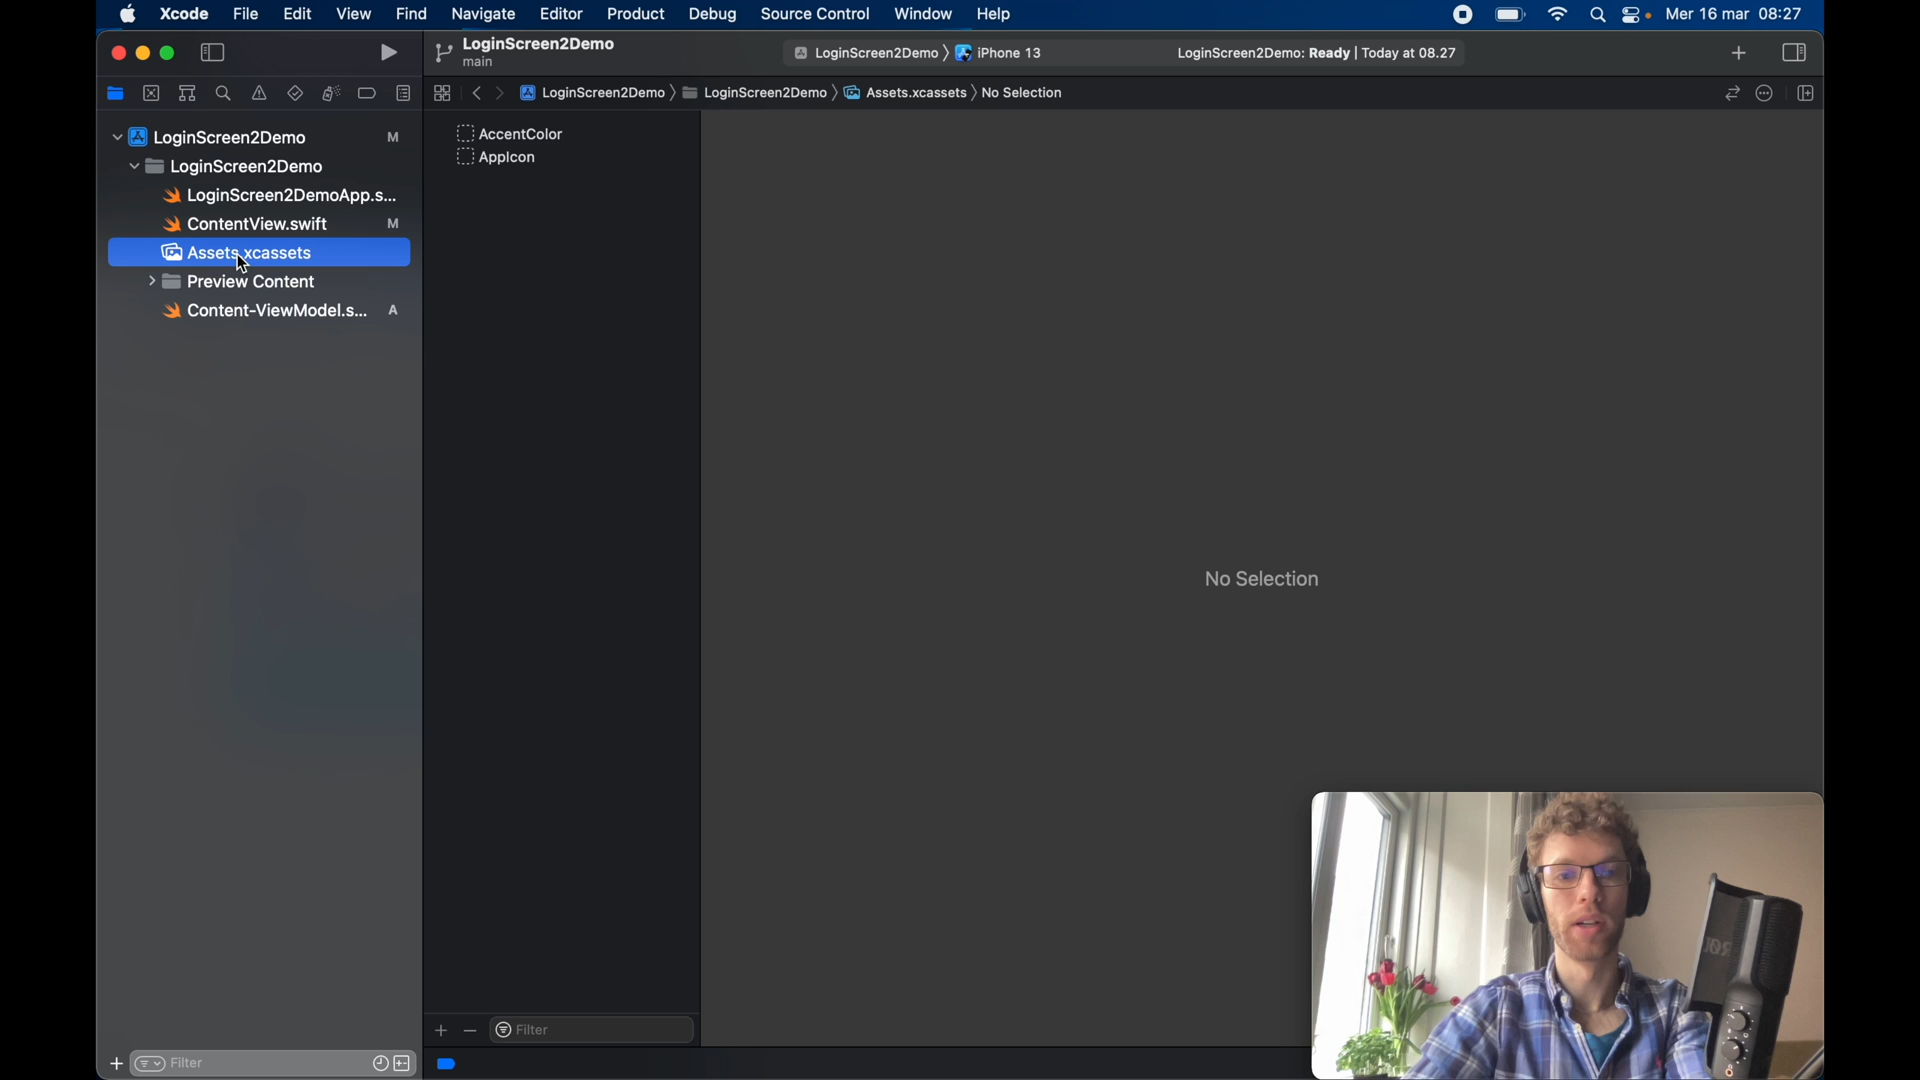 Xcode File Edit View Find Navigate Editor Product Debug Source Control Window Help Mer 16 mar 08:27
LoginScreen2Demo
main
LoginScreen2Demo iPhone 13 LoginScreen2Demo: Ready | Today at 08.27
LoginScreen2Demo LoginScreen2Demo Assets.xcassets No Selection
LoginScreen2Demo M
LoginScreen2Demo
LoginScreen2DemoApp.s...
ContentView.swift M
Assets.xcassets
Preview Content
Content-ViewModel.s... A
AccentColor
AppIcon
No Selection
RØDE
Filter
Filter